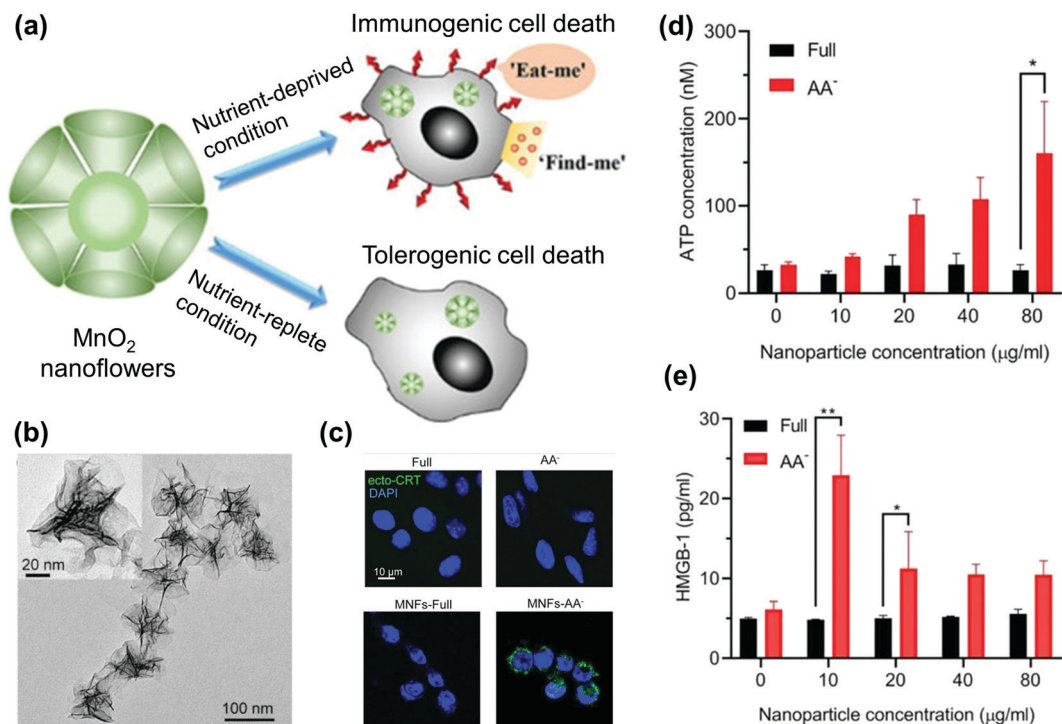 (a)
Immunogenic cell death
Nutrient-deprived
condition
'Eat-me'
'Find-me'
Nutrient-replete
condition
Tolerogenic cell death
MnO₂
nanoflowers
(b)
20 nm
100 nm
(c)
Full
AA⁻
ecto-CRT
DAPI
10 μm
MNFs-Full
MNFs-AA⁻
(d)
300
200
100
0
ATP concentration (nM)
Full
AA⁻
*
0 10 20 40 80
Nanoparticle concentration (μg/ml)
(e)
30
20
10
0
HMGB-1 (pg/ml)
Full
AA⁻
**
*
0 10 20 40 80
Nanoparticle concentration (μg/ml)